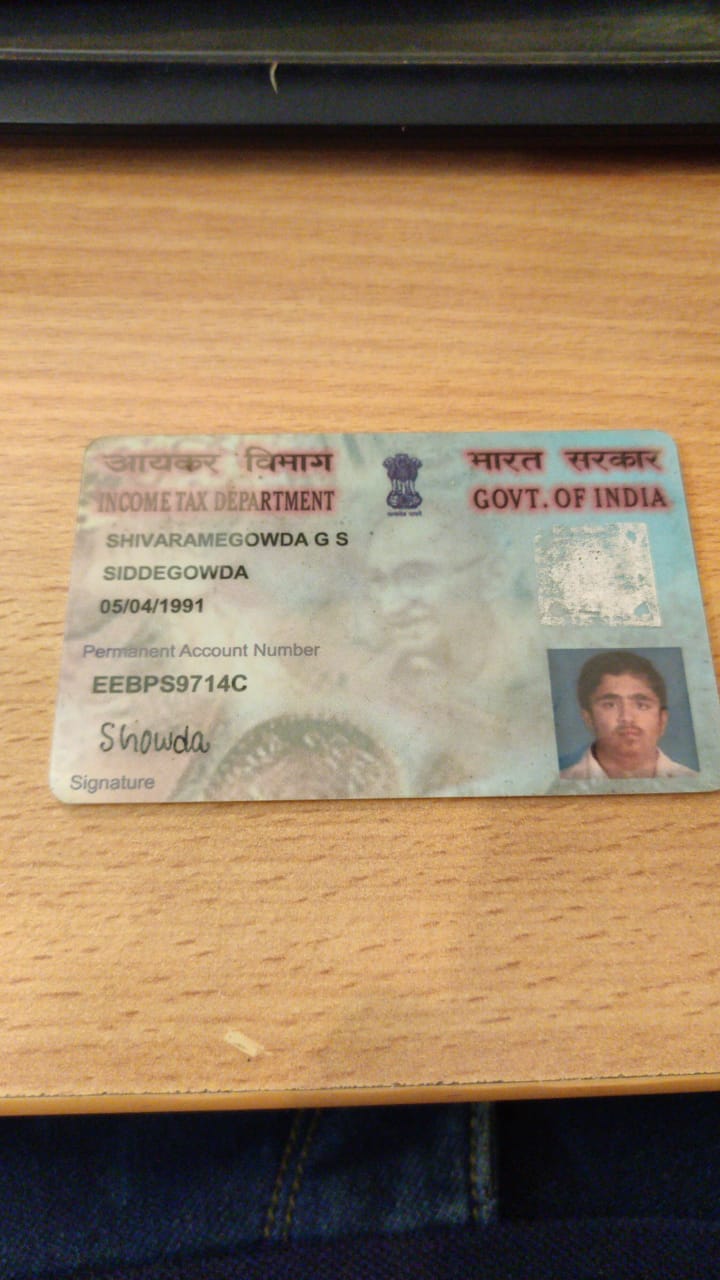 आयकर विभाग
भारत सरकार
INCOME TAX DEPARTMENT
GOVT. OF INDIA
SHIVARAMEGOWDA G S
SIDDEGOWDA
05/04/1991
Permanent Account Number
EEBPS9714C
Showda
Signature